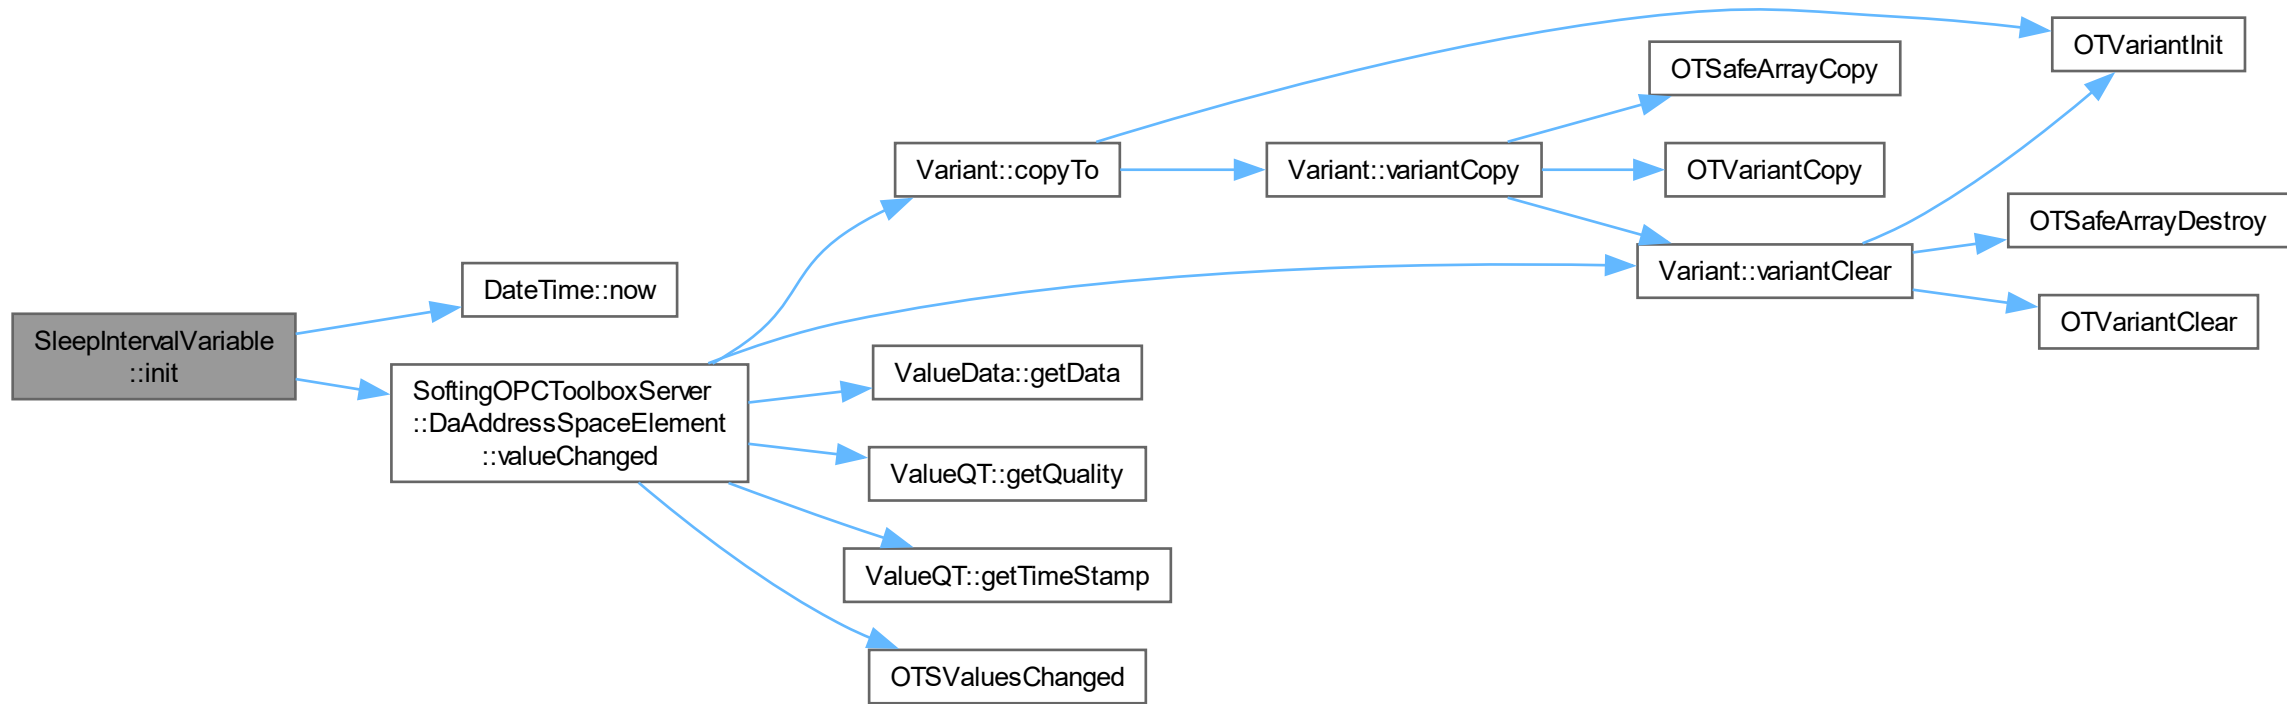 SleepIntervalVariable
::init
DateTime::now
SoftingOPCToolboxServer
::DaAddressSpaceElement
::valueChanged
Variant::copyTo
ValueData::getData
ValueQT::getQuality
ValueQT::getTimeStamp
OTSValuesChanged
Variant::variantCopy
OTSafeArrayCopy
OTVariantCopy
Variant::variantClear
OTVariantInit
OTSafeArrayDestroy
OTVariantClear